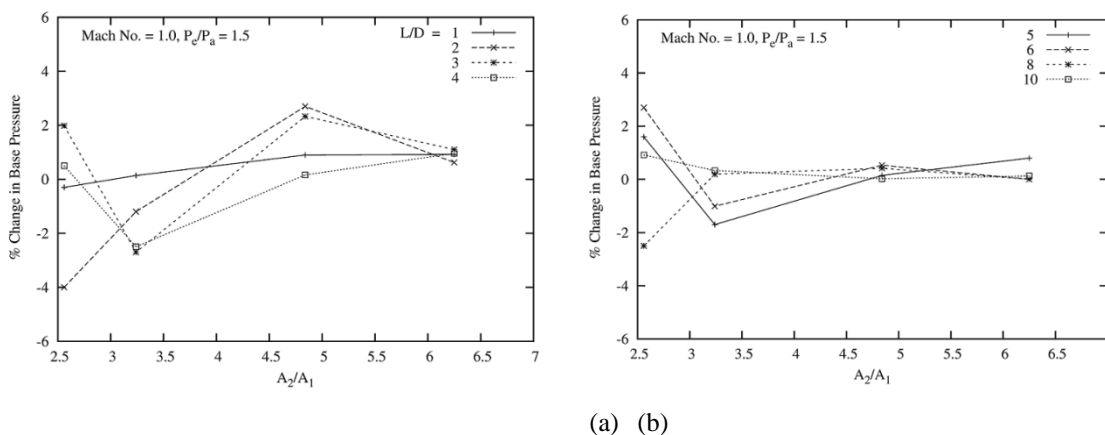 Mach No. = 1.0, Pe/Pa = 1.5
L/D = 1
2
3
4
% Change in Base Pressure
6
4
2
0
-2
-4
-6
2.5 3 3.5 4 4.5 5 5.5 6 6.5 7
A2/A1
Mach No. = 1.0, Pe/Pa = 1.5
5
6
8
10
% Change in Base Pressure
6
4
2
0
-2
-4
-6
2.5 3 3.5 4 4.5 5 5.5 6 6.5
A2/A1
(a) (b)